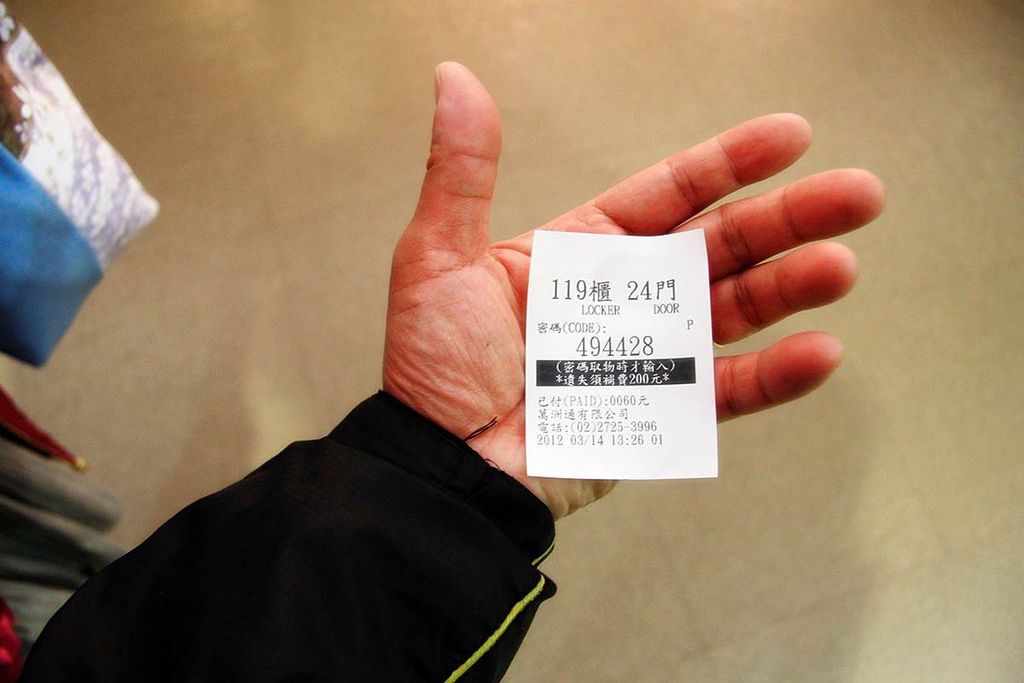 119櫃 24門
LOCKER DOOR
密碼(CODE): P
494428
(密碼取物時才輸入)
*遺失須補費200元*
已付(PAID):0060元
萬洲通有限公司
電話:(02)2725-3996
2012 03/14 13:26 01